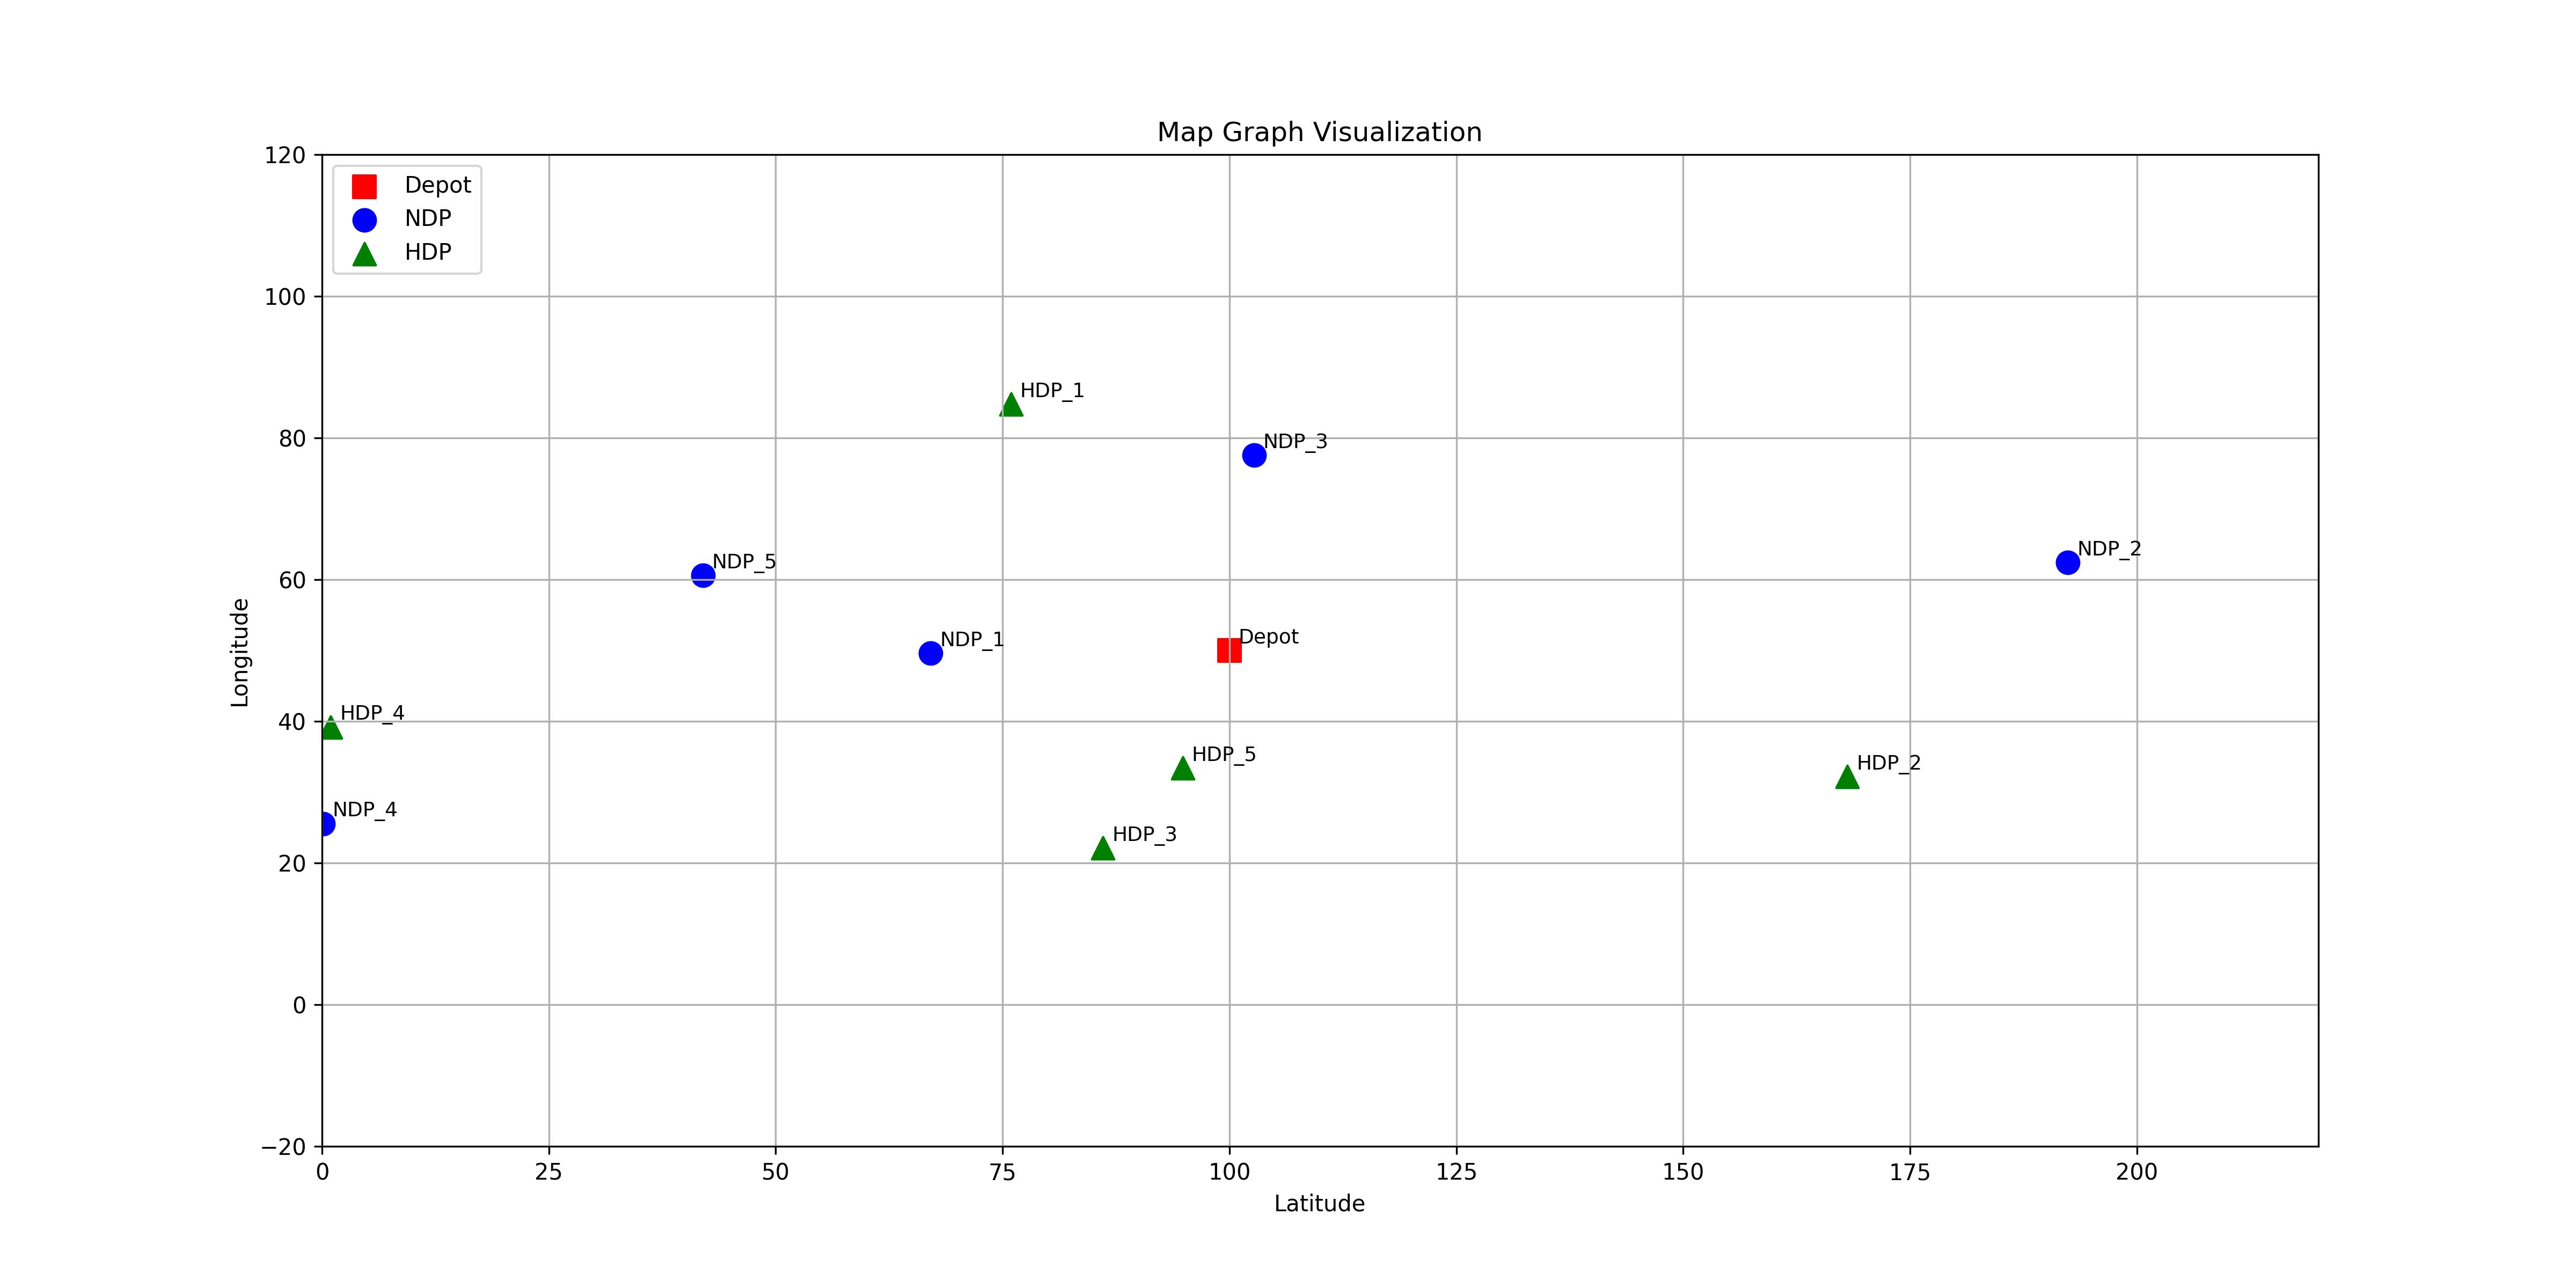 Map Graph Visualization
120
100
80
60
40
20
0
−20
Longitude
Depot
NDP
HDP
HDP_1
NDP_3
NDP_5
NDP_2
NDP_1
Depot
HDP_4
HDP_5
HDP_2
NDP_4
HDP_3
0 25 50 75 100 125 150 175 200
Latitude